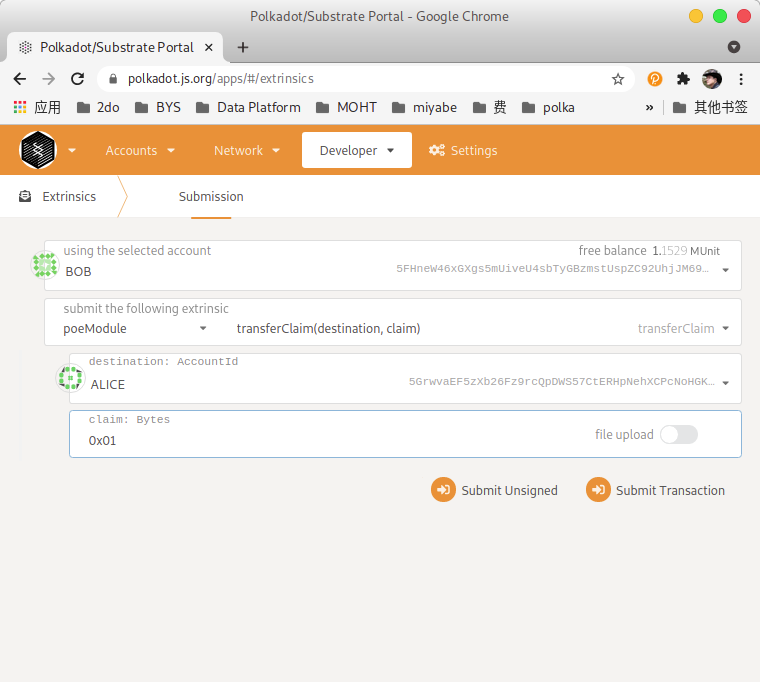 Polkadot/Substrate Portal - Google Chrome
Polkadot/Substrate Portal
polkadot.js.org/apps/#/extrinsics
应用 2do BYS Data Platform MOHT miyabe 费 polka » 其他书签
Accounts Network Developer Settings
Extrinsics Submission
using the selected account free balance 1.1529 MUnit
BOB 5FHneW46xGXgs5mUiveU4sbTyGBzmstUspZC92UhjJM69…
submit the following extrinsic
poeModule transferClaim(destination, claim) transferClaim
destination: AccountId
ALICE 5GrwvaEF5zXb26Fz9rcQpDWS57CtERHpNehXCPcNoHGK…
claim: Bytes
0x01 file upload
Submit Unsigned Submit Transaction